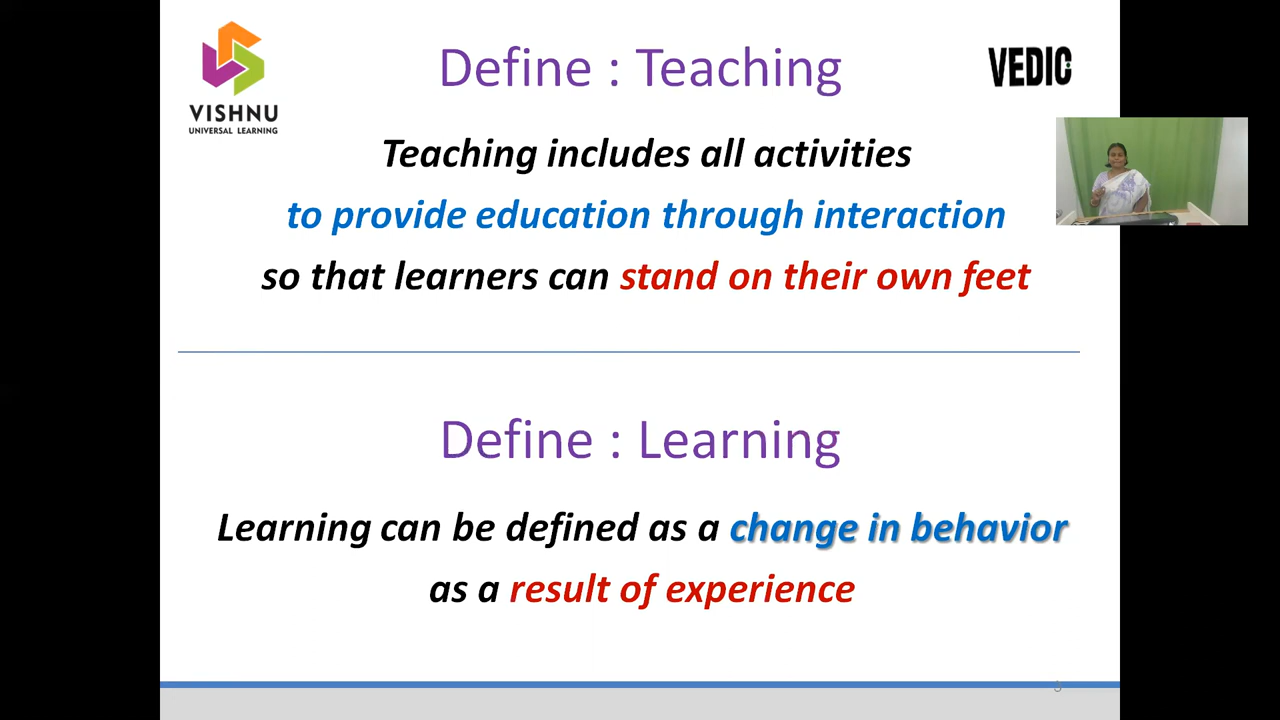 VISHNU
UNIVERSAL LEARNING
Define : Teaching
VEDIC
Teaching includes all activities
to provide education through interaction
so that learners can stand on their own feet
Define : Learning
Learning can be defined as a change in behavior
as a result of experience